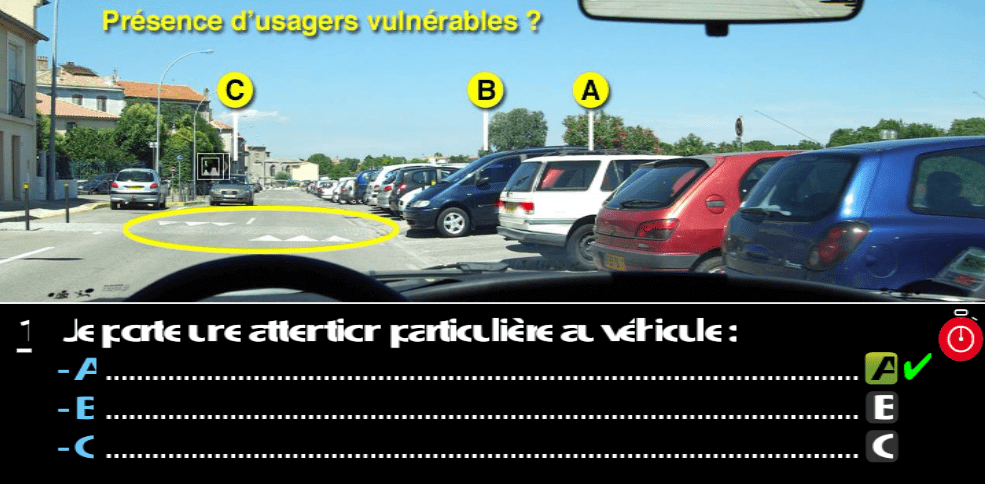 Présence d'usagers vulnérables ?
C B A
1 Je porte une attention particulière au véhicule :
- A ................................................................ A
- B ................................................................ B
- C ................................................................ C